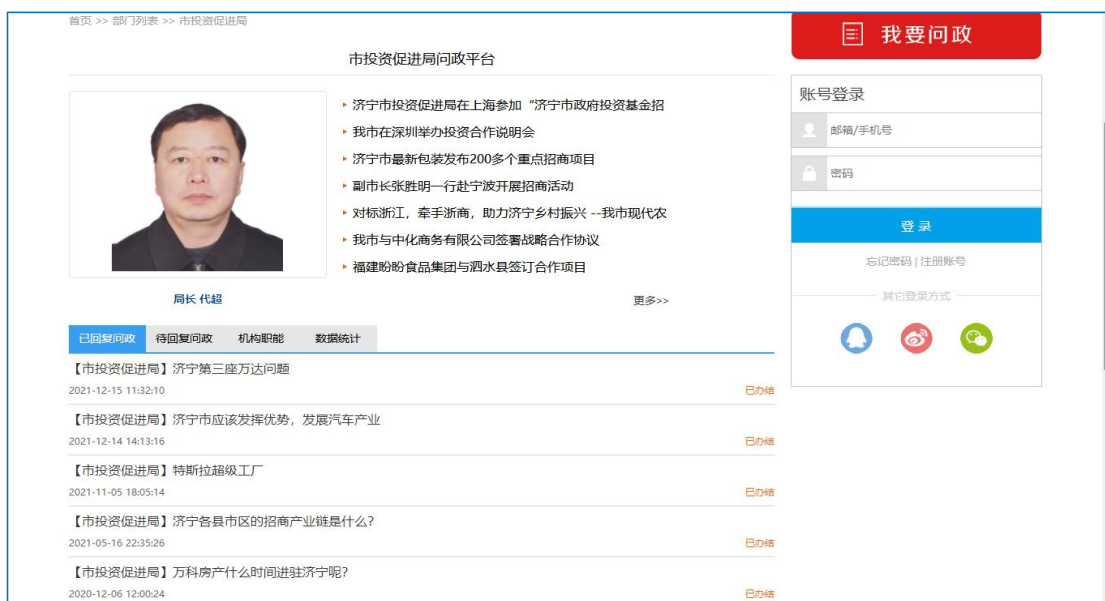 首页 >> 部门列表 >> 市投资促进局
我要问政
市投资促进局问政平台
账号登录
邮箱/手机号
密码
登 录
忘记密码 | 注册账号
其它登录方式
济宁市投资促进局在上海参加“济宁市政府投资基金招
我市在深圳举办投资合作说明会
济宁市最新包装发布200多个重点招商项目
副市长张胜明一行赴宁波开展招商活动
对标浙江，牵手浙商，助力济宁乡村振兴 --我市现代农
我市与中化商务有限公司签署战略合作协议
福建盼盼食品集团与泗水县签订合作项目
局长 代超
更多>>
已回复问政 待回复问政 机构职能 数据统计
【市投资促进局】济宁第三座万达问题
2021-12-15 11:32:10 已办结
【市投资促进局】济宁市应该发挥优势，发展汽车产业
2021-12-14 14:13:16 已办结
【市投资促进局】特斯拉超级工厂
2021-11-05 18:05:14 已办结
【市投资促进局】济宁各县市区的招商产业链是什么?
2021-05-16 22:35:26 已办结
【市投资促进局】万科房产什么时间进驻济宁呢?
2020-12-06 12:00:24 已办结